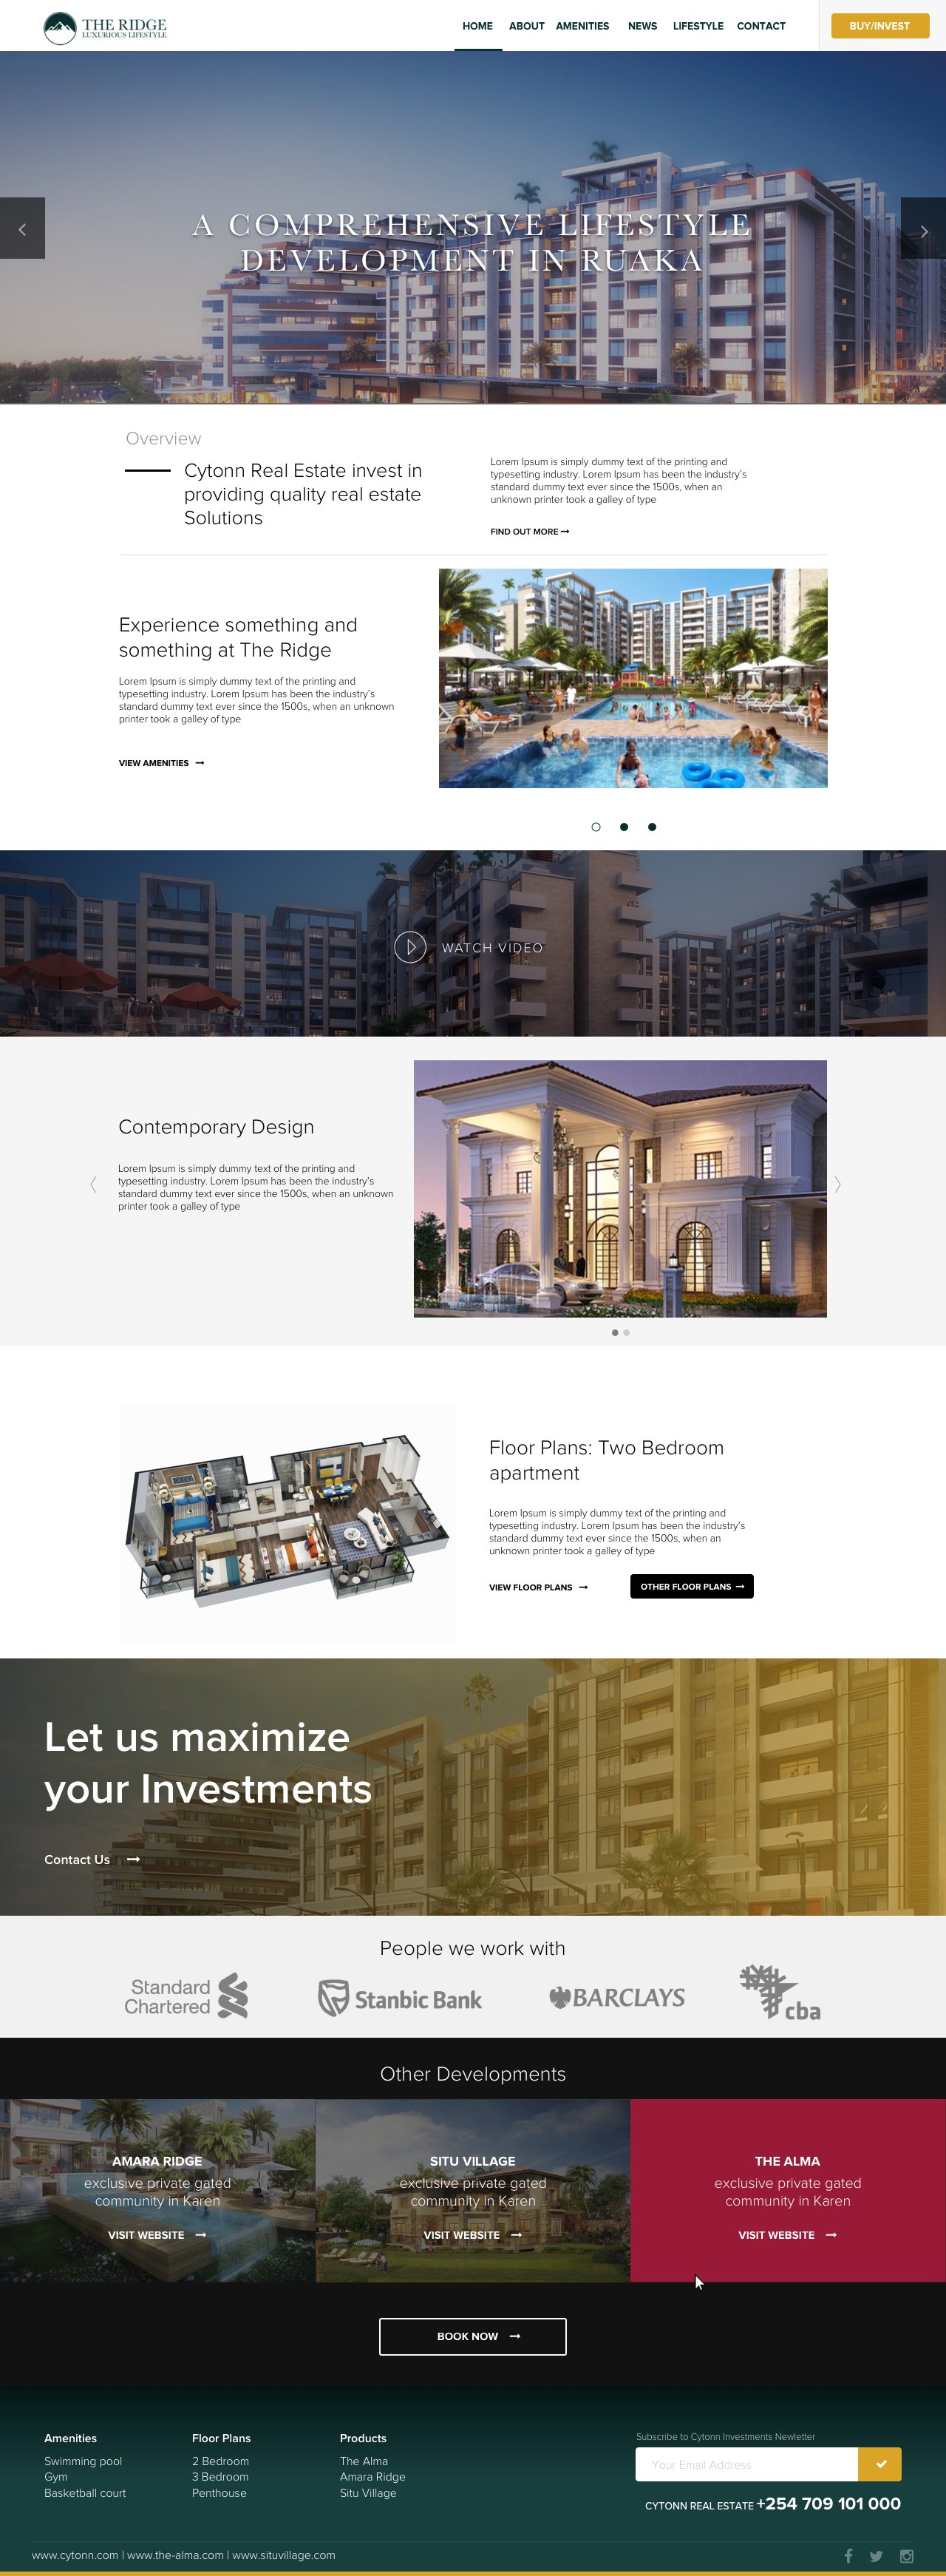 THE RIDGE
LUXURIOUS LIFESTYLE
HOME ABOUT AMENITIES NEWS LIFESTYLE CONTACT
BUY/INVEST
A COMPREHENSIVE LIFESTYLE
DEVELOPMENT IN RUAKA
Overview
Cytonn Real Estate invest in
providing quality real estate
Solutions
Lorem Ipsum is simply dummy text of the printing and
typesetting industry. Lorem Ipsum has been the industry's
standard dummy text ever since the 1500s, when an
unknown printer took a galley of type
FIND OUT MORE
Experience something and
something at The Ridge
Lorem Ipsum is simply dummy text of the printing and
typesetting industry. Lorem Ipsum has been the industry's
standard dummy text ever since the 1500s, when an unknown
printer took a galley of type
VIEW AMENITIES
WATCH VIDEO
Contemporary Design
Lorem Ipsum is simply dummy text of the printing and
typesetting industry. Lorem Ipsum has been the industry's
standard dummy text ever since the 1500s, when an unknown
printer took a galley of type
Floor Plans: Two Bedroom
apartment
Lorem Ipsum is simply dummy text of the printing and
typesetting industry. Lorem Ipsum has been the industry's
standard dummy text ever since the 1500s, when an
unknown printer took a galley of type
VIEW FLOOR PLANS
OTHER FLOOR PLANS
Let us maximize
your Investments
Contact Us
People we work with
Standard
Chartered
Stanbic Bank
BARCLAYS
cba
Other Developments
AMARA RIDGE
exclusive private gated
community in Karen
VISIT WEBSITE
SITU VILLAGE
exclusive private gated
community in Karen
VISIT WEBSITE
THE ALMA
exclusive private gated
community in Karen
VISIT WEBSITE
BOOK NOW
Amenities
Swimming pool
Gym
Basketball court
Floor Plans
2 Bedroom
3 Bedroom
Penthouse
Products
The Alma
Amara Ridge
Situ Village
Subscribe to Cytonn Investments Newletter
Your Email Address
CYTONN REAL ESTATE +254 709 101 000
www.cytonn.com | www.the-alma.com | www.situvillage.com